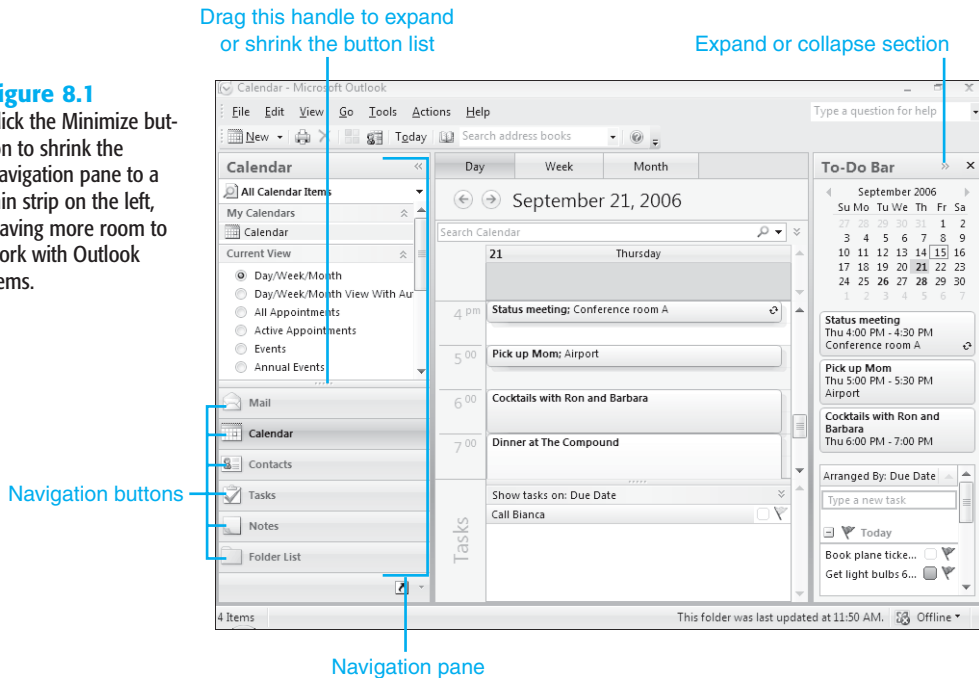 Drag this handle to expand
or shrink the button list
Expand or collapse section
igure 8.1
lick the Minimize but-
on to shrink the
avigation pane to a
in strip on the left,
aving more room to
ork with Outlook
ems.
Calendar - Microsoft Outlook
File Edit View Go Tools Actions Help
Type a question for help
New Today Search address books
Calendar
All Calendar Items
My Calendars
Calendar
Current View
Day/Week/Month
Day/Week/Month View With Au
All Appointments
Active Appointments
Events
Annual Events
Mail
Calendar
Contacts
Tasks
Notes
Folder List
Navigation buttons
Day Week Month
September 21, 2006
Search Calendar
21 Thursday
4 pm Status meeting; Conference room A
5 00 Pick up Mom; Airport
6 00 Cocktails with Ron and Barbara
7 00 Dinner at The Compound
Show tasks on: Due Date
Tasks
Call Bianca
To-Do Bar
September 2006
Su Mo Tu We Th Fr Sa
27 28 29 30 31 1 2
3 4 5 6 7 8 9
10 11 12 13 14 15 16
17 18 19 20 21 22 23
24 25 26 27 28 29 30
1 2 3 4 5 6 7
Status meeting
Thu 4:00 PM - 4:30 PM
Conference room A
Pick up Mom
Thu 5:00 PM - 5:30 PM
Airport
Cocktails with Ron and
Barbara
Thu 6:00 PM - 7:00 PM
Arranged By: Due Date
Type a new task
Today
Book plane ticke...
Get light bulbs 6...
4 Items
This folder was last updated at 11:50 AM. Offline
Navigation pane